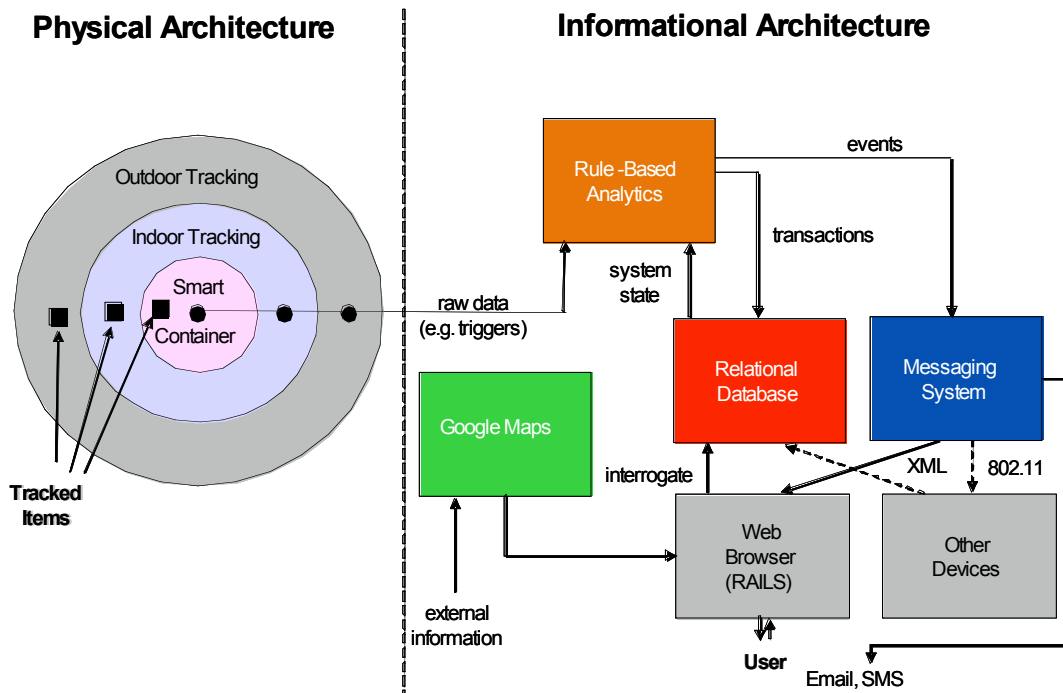 Physical Architecture
Informational Architecture
Outdoor Tracking
Indoor Tracking
Smart
Container
Tracked
Items
raw data
(e.g. triggers)
Rule -Based
Analytics
events
transactions
system
state
Relational
Database
Messaging
System
Google Maps
interrogate
XML
802.11
Web
Browser
(RAILS)
Other
Devices
external
information
User
Email, SMS